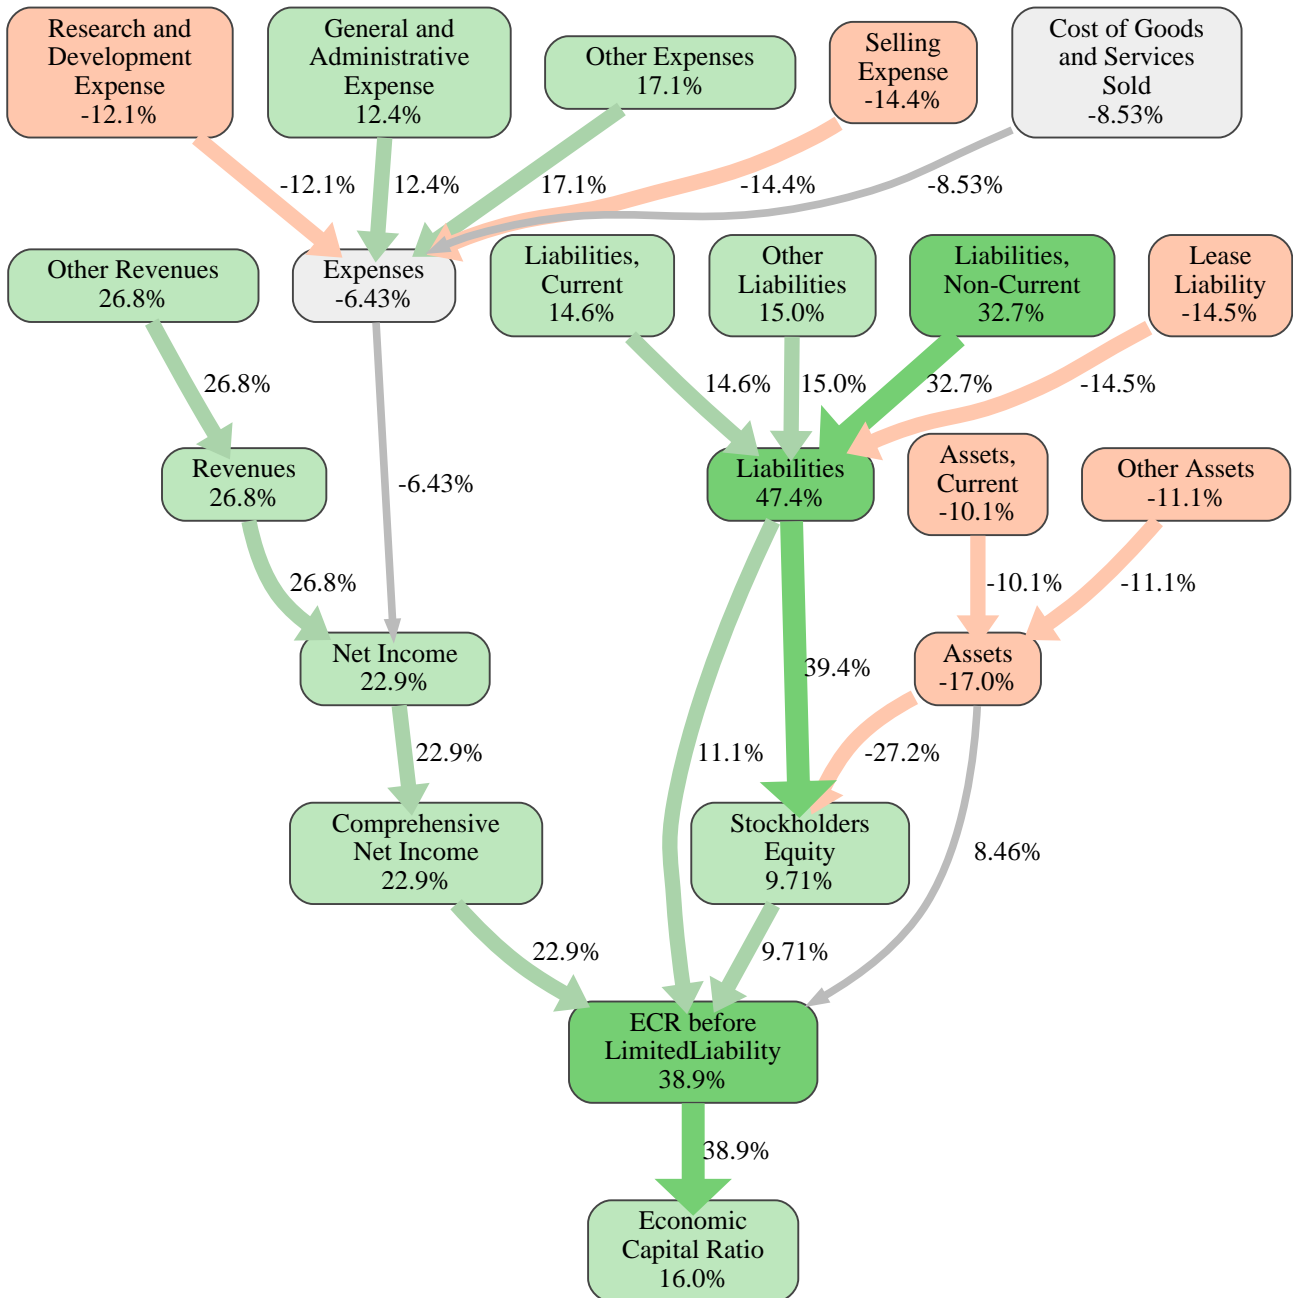 Research and
Development
Expense
-12.1%
General and
Administrative
Expense
12.4%
Other Expenses
17.1%
Selling
Expense
-14.4%
Cost of Goods
and Services
Sold
-8.53%
-12.1%
12.4%
17.1%
-14.4%
-8.53%
Other Revenues
26.8%
Expenses
-6.43%
Liabilities,
Current
14.6%
Other
Liabilities
15.0%
Liabilities,
Non-Current
32.7%
Lease
Liability
-14.5%
26.8%
14.6%
15.0%
32.7%
-14.5%
Revenues
26.8%
-6.43%
Liabilities
47.4%
Assets,
Current
-10.1%
Other Assets
-11.1%
26.8%
-10.1%
-11.1%
Net Income
22.9%
39.4%
Assets
-17.0%
22.9%
11.1%
-27.2%
Comprehensive
Net Income
22.9%
Stockholders
Equity
9.71%
8.46%
22.9%
9.71%
ECR before
LimitedLiability
38.9%
38.9%
Economic
Capital Ratio
16.0%